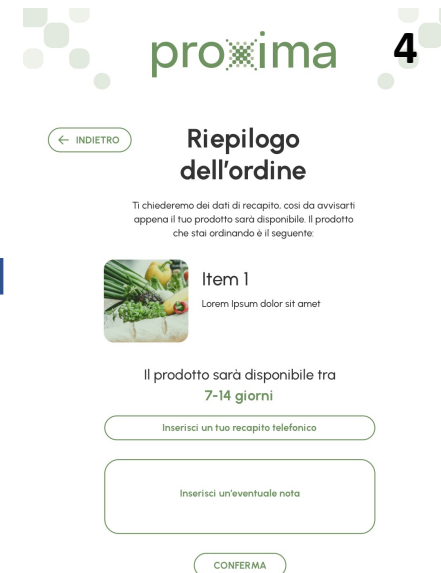 proxima
4
INDIETRO
Riepilogo
dell'ordine
Ti chiederemo dei dati di recapito, cosi da avvisarti
appena il tuo prodotto sarà disponibile. Il prodotto
che stai ordinando è il seguente:
Item 1
Lorem Ipsum dolor sit amet
Il prodotto sarà disponibile tra
7-14 giorni
Inserisci un tuo recapito telefonico
Inserisci un'eventuale nota
CONFERMA